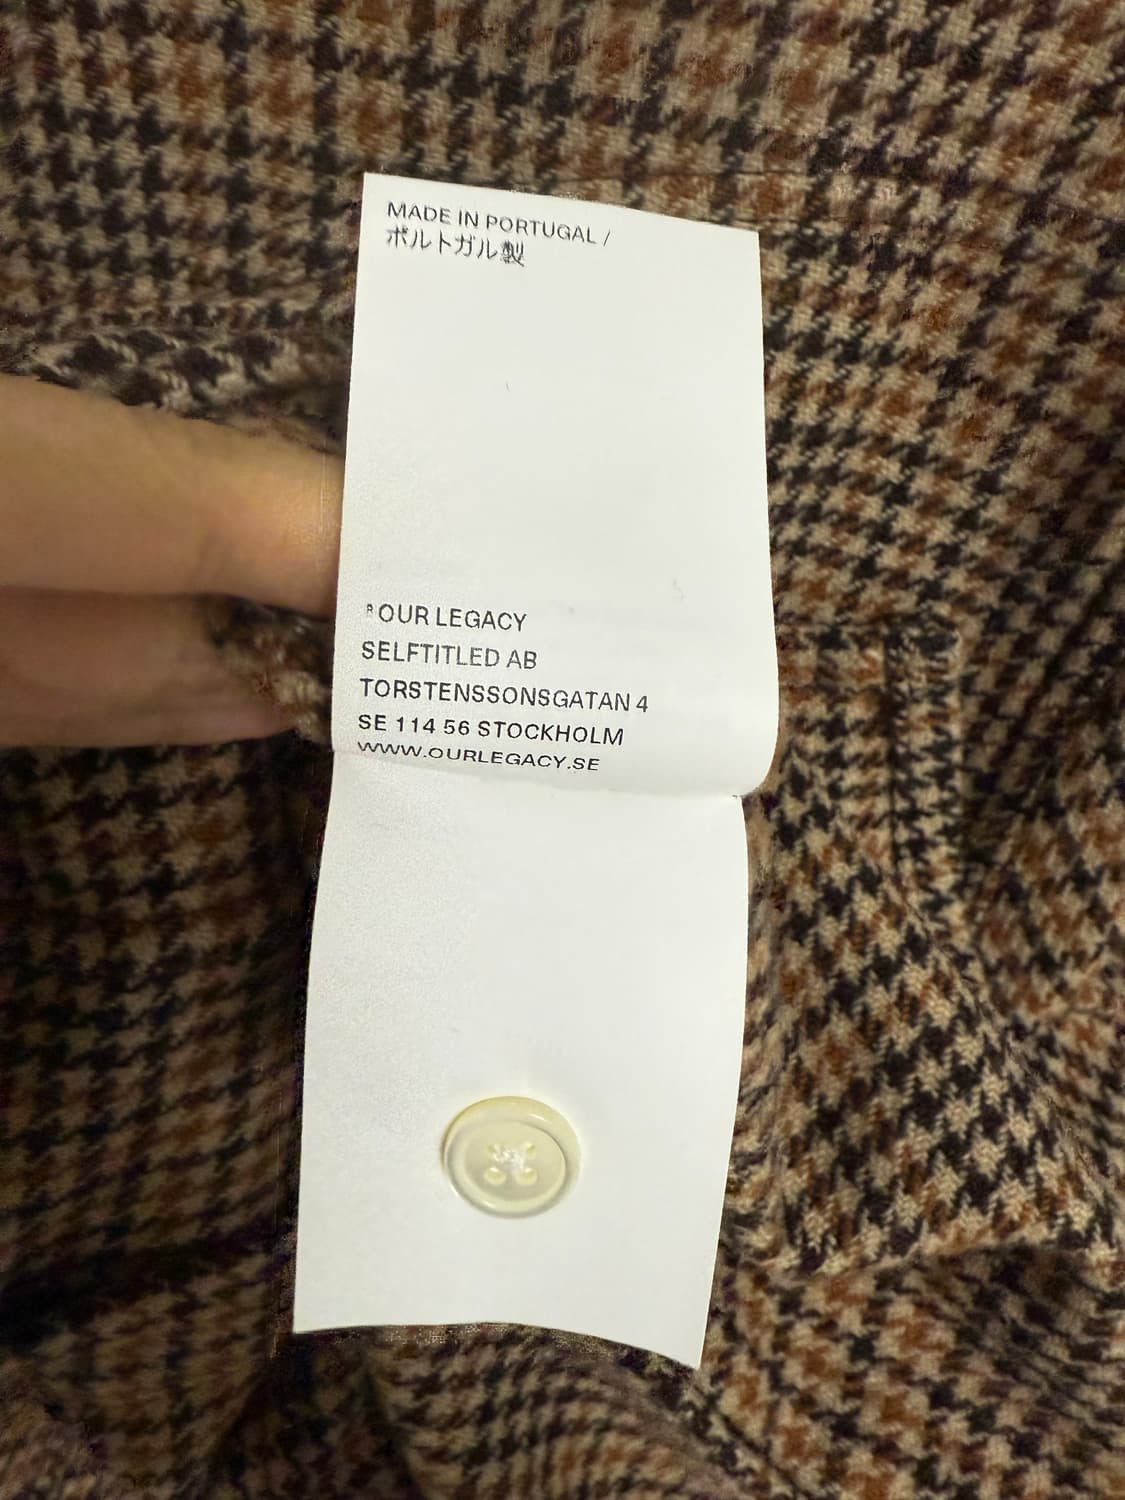 MADE IN PORTUGAL /
ポルトガル製
ᴿOUR LEGACY
SELFTITLED AB
TORSTENSSONSGATAN 4
SE 114 56 STOCKHOLM
WWW.OURLEGACY.SE